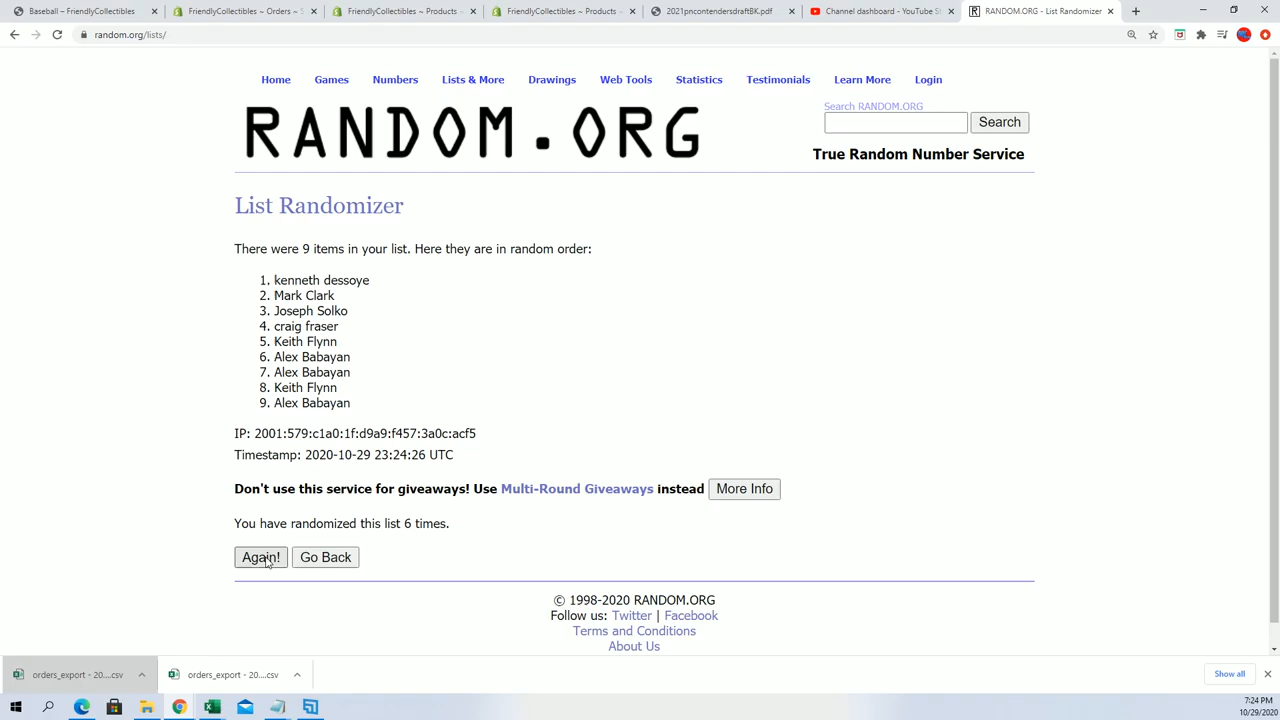 Baseball ~ FriendlyCollectibles
FriendlyCollectibles ~ Orders ~ S
FriendlyCollectibles ~ Products ~
FriendlyCollectibles ~ Products ~
2021pncontendersdraftBK.pdf
Channel dashboard - YouTube St
RANDOM.ORG - List Randomizer
random.org/lists/
Home Games Numbers Lists & More Drawings Web Tools Statistics Testimonials Learn More Login
RANDOM.ORG
Search RANDOM.ORG
Search
True Random Number Service
List Randomizer
There were 9 items in your list. Here they are in random order:
1. kenneth dessoye
2. Mark Clark
3. Joseph Solko
4. craig fraser
5. Keith Flynn
6. Alex Babayan
7. Alex Babayan
8. Keith Flynn
9. Alex Babayan
IP: 2001:579:c1a0:1f:d9a9:f457:3a0c:acf5
Timestamp: 2020-10-29 23:24:26 UTC
Don't use this service for giveaways! Use Multi-Round Giveaways instead More Info
You have randomized this list 6 times.
Again! Go Back
© 1998-2020 RANDOM.ORG
Follow us: Twitter | Facebook
Terms and Conditions
About Us
orders_export - 20....csv
orders_export - 20....csv
Show all
7:24 PM
10/29/2020